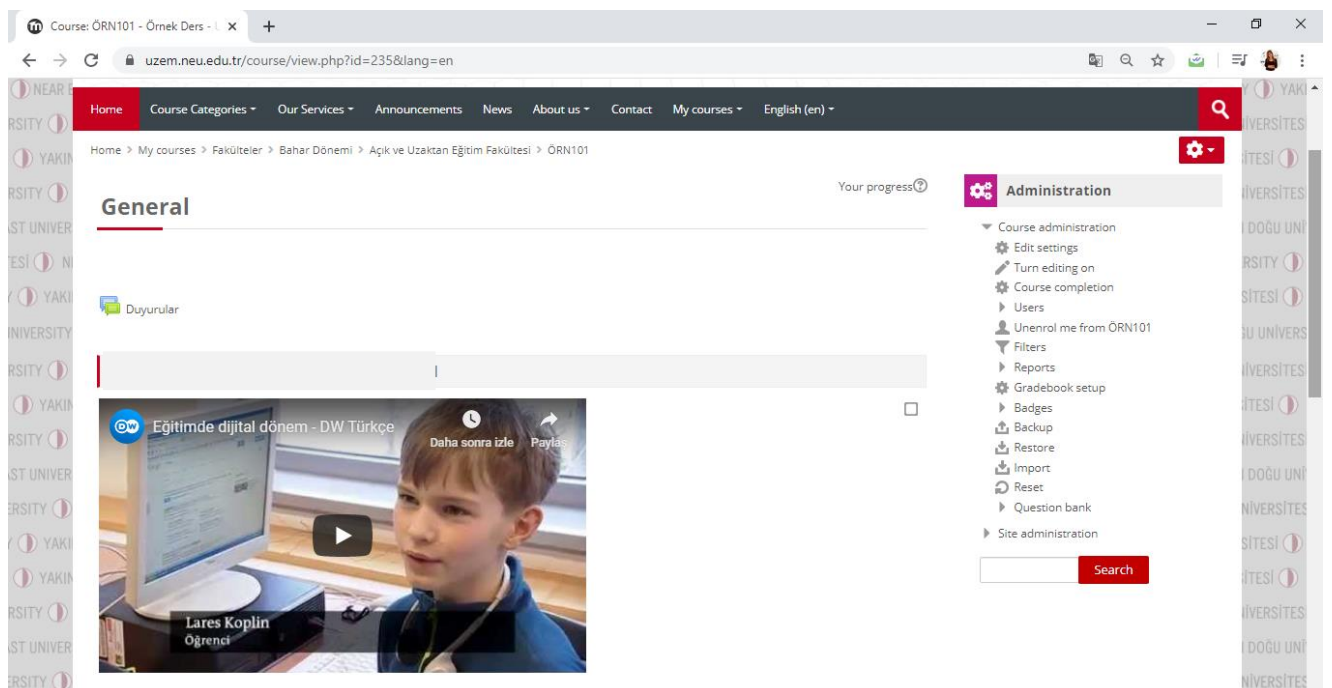 Course: ÖRN101 - Örnek Ders -
uzem.neu.edu.tr/course/view.php?id=235&lang=en
Home Course Categories Our Services Announcements News About us Contact My courses English (en)
Home > My courses > Fakülteler > Bahar Dönemi > Açık ve Uzaktan Eğitim Fakültesi > ÖRN101
Your progress
General
Duyurular
Eğitimde dijital dönem - DW Türkçe
Daha sonra izle
Paylaş
Lares Koplin
Öğrenci
Administration
Course administration
Edit settings
Turn editing on
Course completion
Users
Unenrol me from ÖRN101
Filters
Reports
Gradebook setup
Badges
Backup
Restore
Import
Reset
Question bank
Site administration
Search